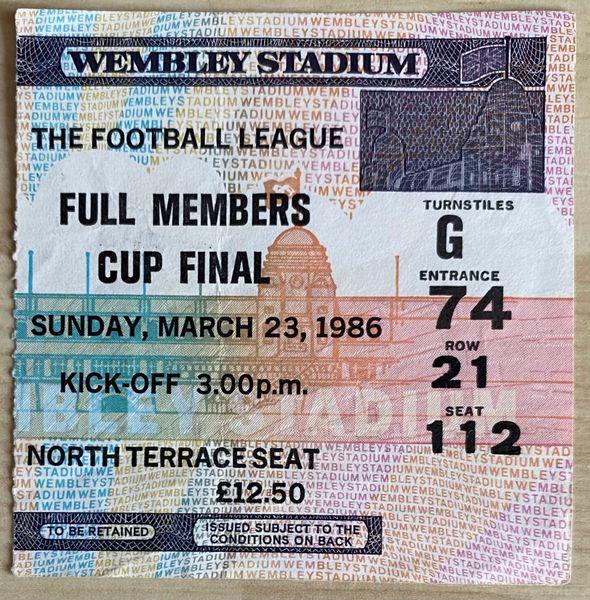 WEMBLEY STADIUM
THE FOOTBALL LEAGUE
FULL MEMBERS
CUP FINAL
SUNDAY, MARCH 23, 1986
KICK-OFF 3.00p.m.
NORTH TERRACE SEAT
£12.50
TURNSTILES
G
ENTRANCE
74
ROW
21
SEAT
112
TO BE RETAINED
ISSUED SUBJECT TO THE
CONDITIONS ON BACK